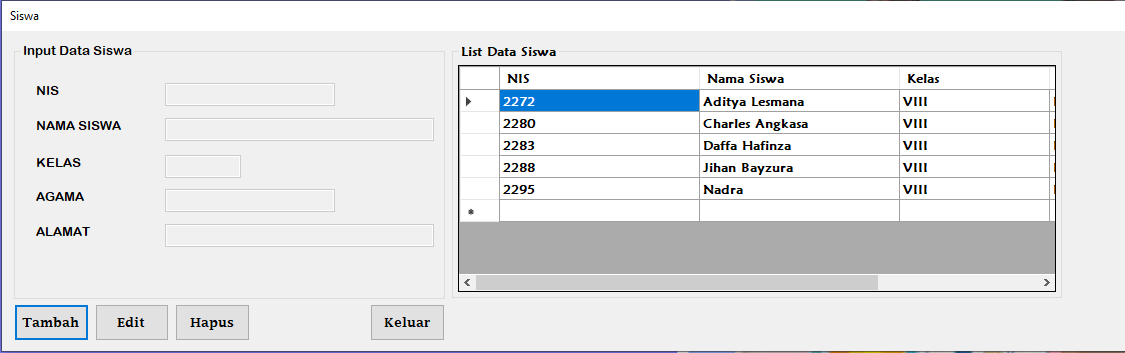 Siswa
Input Data Siswa
NIS
NAMA SISWA
KELAS
AGAMA
ALAMAT
Tambah Edit Hapus Keluar
List Data Siswa
NIS Nama Siswa Kelas
2272 Aditya Lesmana VIII
2280 Charles Angkasa VIII
2283 Daffa Hafinza VIII
2288 Jihan Bayzura VIII
2295 Nadra VIII